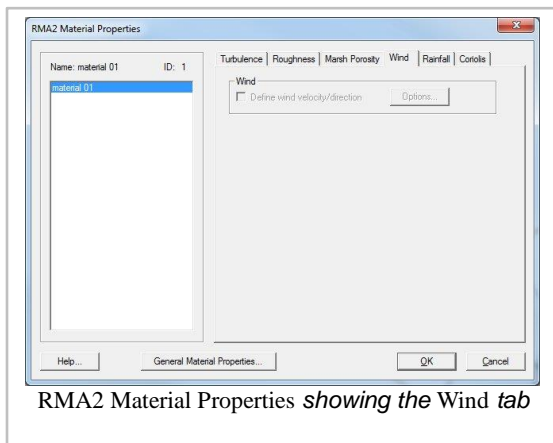 RMA2 Material Properties
Name: material 01 ID: 1
material 01
Turbulence Roughness Marsh Porosity Wind Rainfall Coriolis
Wind
Define wind velocity/direction Options...
Help... General Material Properties... OK Cancel
RMA2 Material Properties showing the Wind tab